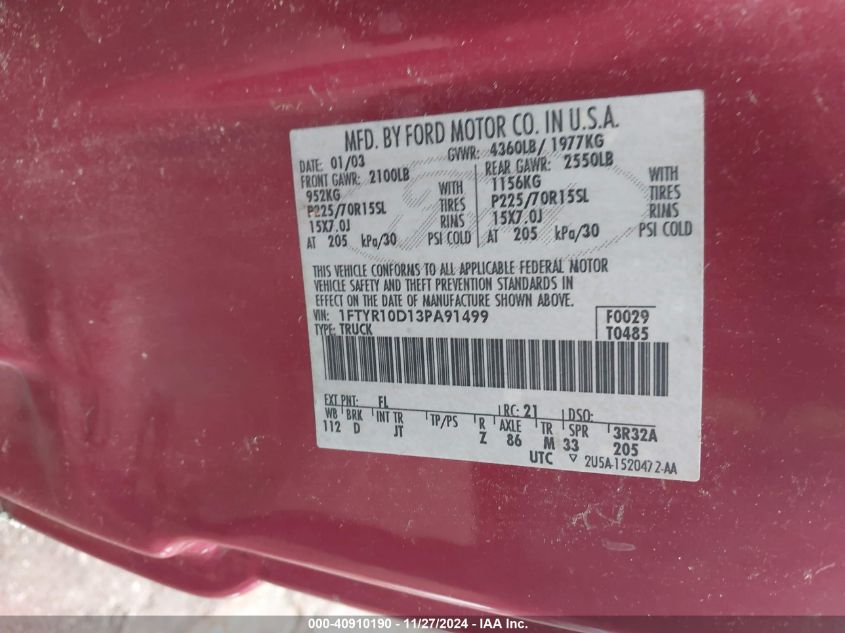 MFD. BY FORD MOTOR CO. IN U.S.A.
DATE: 01/03 GVWR: 4360LB/ 1977KG
FRONT GAWR: 2100LB REAR GAWR: 2550LB
952KG WITH 1156KG WITH
P225/70R15SL TIRES P225/70R15SL TIRES
15X7.0J RIMS 15X7.0J RIMS
AT 205 kPa/30 PSI COLD AT 205 kPa/30 PSI COLD
THIS VEHICLE CONFORMS TO ALL APPLICABLE FEDERAL MOTOR
VEHICLE SAFETY AND THEFT PREVENTION STANDARDS IN
EFFECT ON THE DATE OF MANUFACTURE SHOWN ABOVE.
VIN: 1FTYR10D13PA91499 F0029
TYPE: TRUCK T0485
EXT PNT: FL RC: 21 DSO:
WB BRK INT TR TP/PS R AXLE TR SPR 3R32A
112 D JT Z 86 M 33 205
UTC ▽ 2U5A-1520472-AA
000-40910190 - 11/27/2024 - IAA Inc.